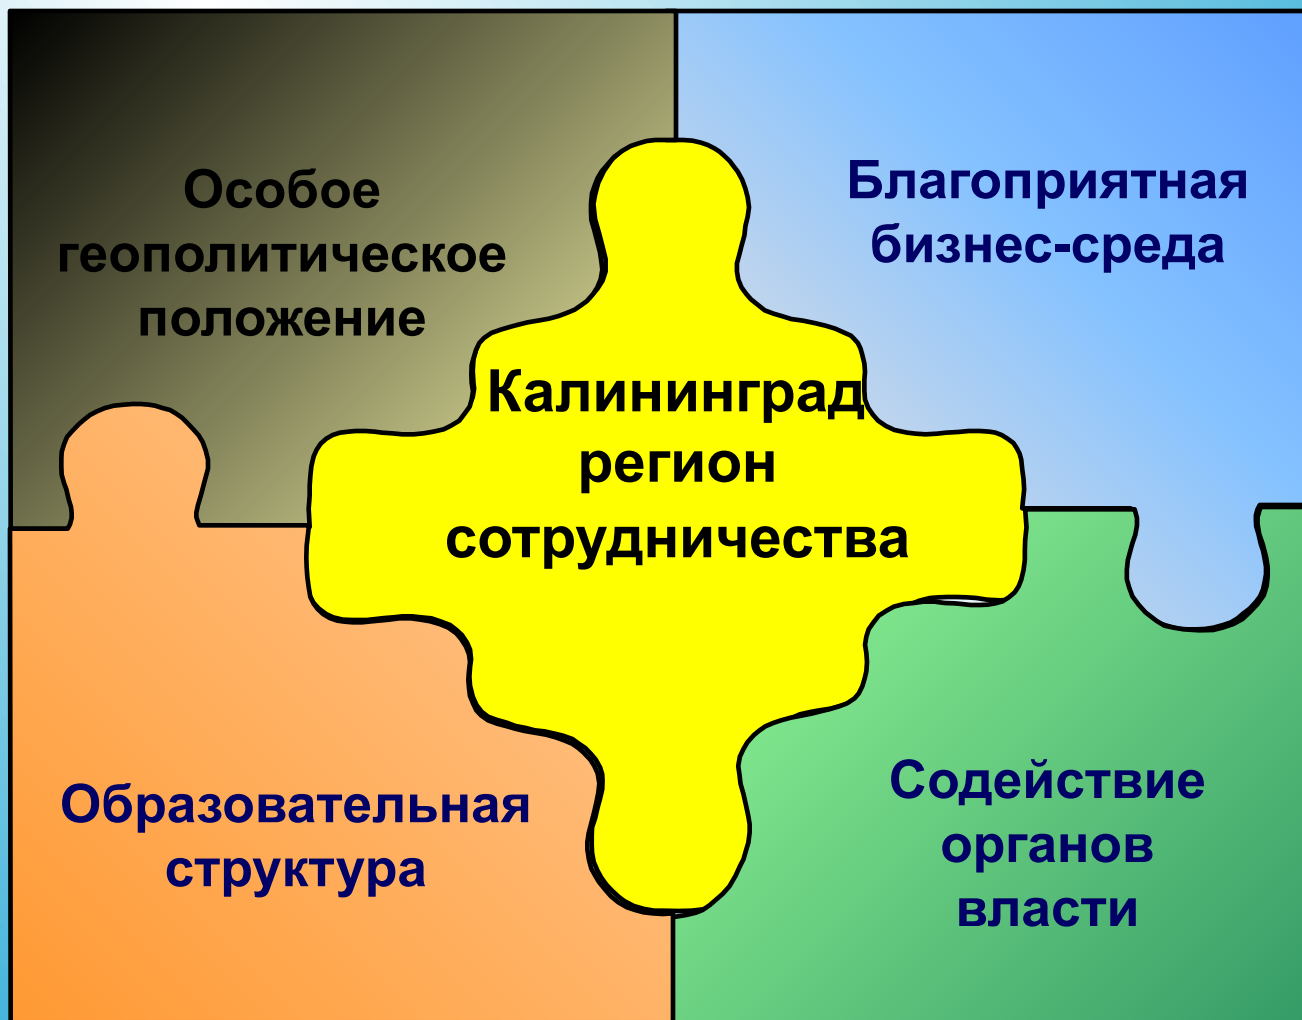 Особое
геополитическое
положение
Благоприятная
бизнес-среда
Калининград
регион
сотрудничества
Образовательная
структура
Содействие
органов
власти